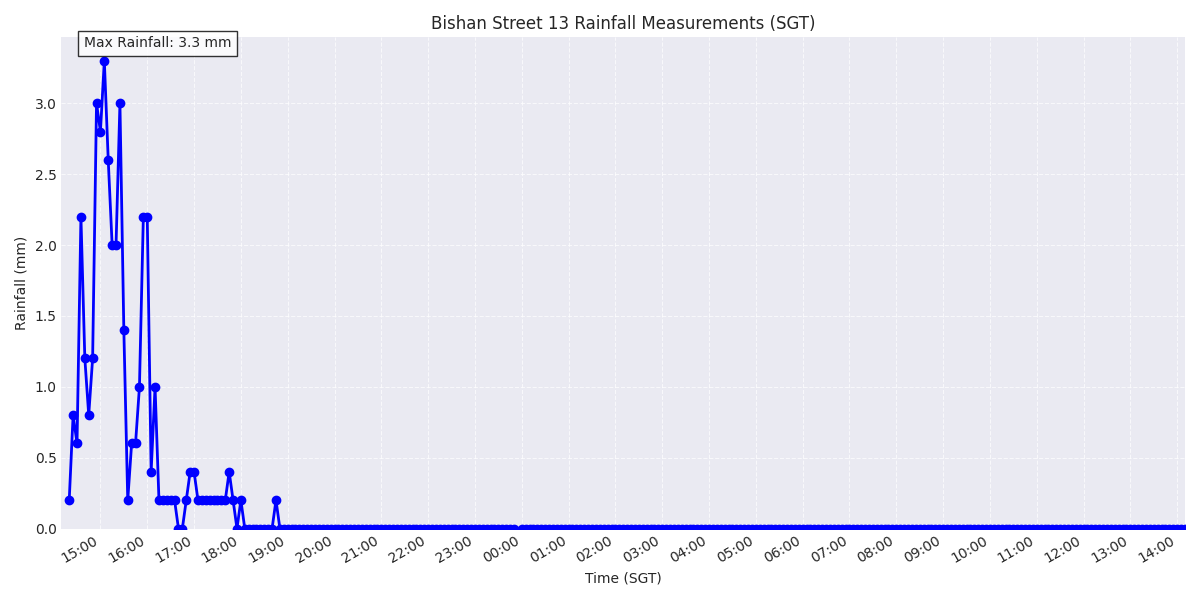 Bishan Street 13 Rainfall Measurements (SGT)
Max Rainfall: 3.3 mm
Rainfall (mm)
3.0
2.5
2.0
1.5
1.0
0.5
0.0
15:00 16:00 17:00 18:00 19:00 20:00 21:00 22:00 23:00 00:00 01:00 02:00 03:00 04:00 05:00 06:00 07:00 08:00 09:00 10:00 11:00 12:00 13:00 14:00
Time (SGT)